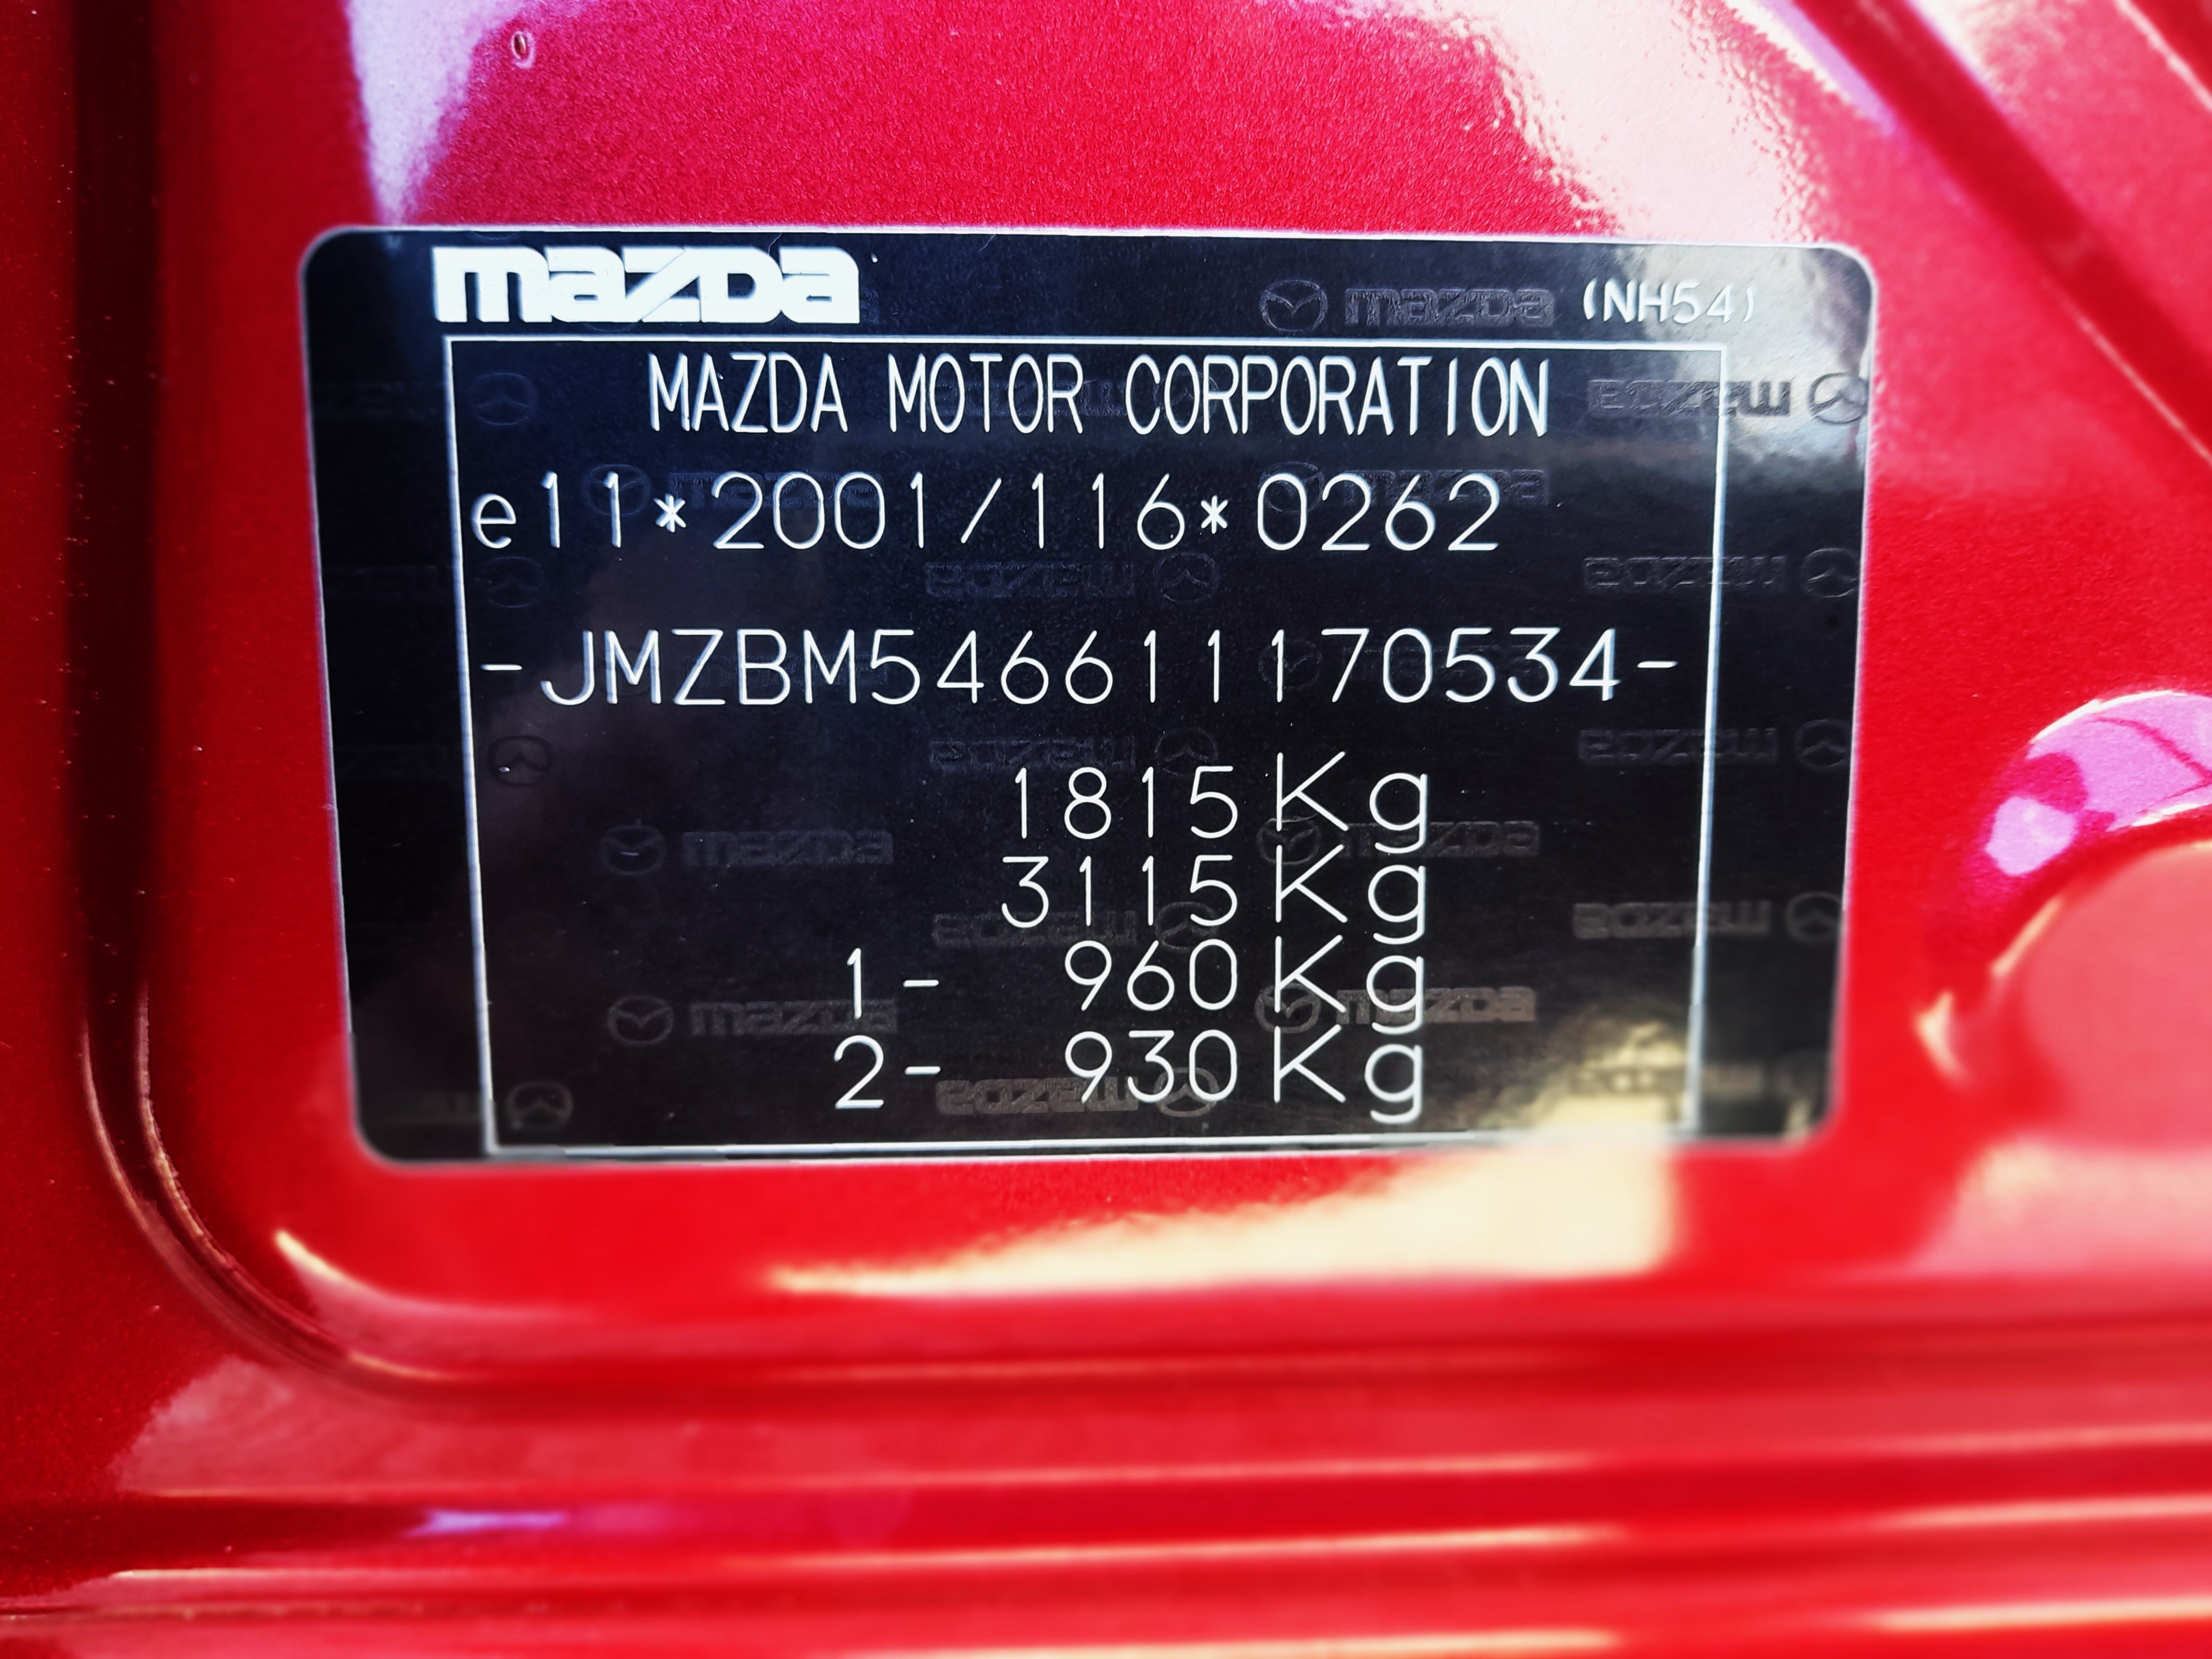 mazda (NH54)
MAZDA MOTOR CORPORATION
e11*2001/116*0262
-JMZBM546611170534-
1815Kg
3115Kg
1- 960Kg
2- 930Kg